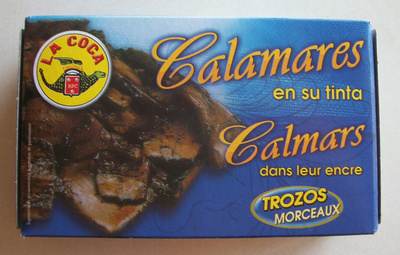 LA COCA
Calamares
en su tinta
Calmars
dans leur encre
TROZOS
MORCEAUX